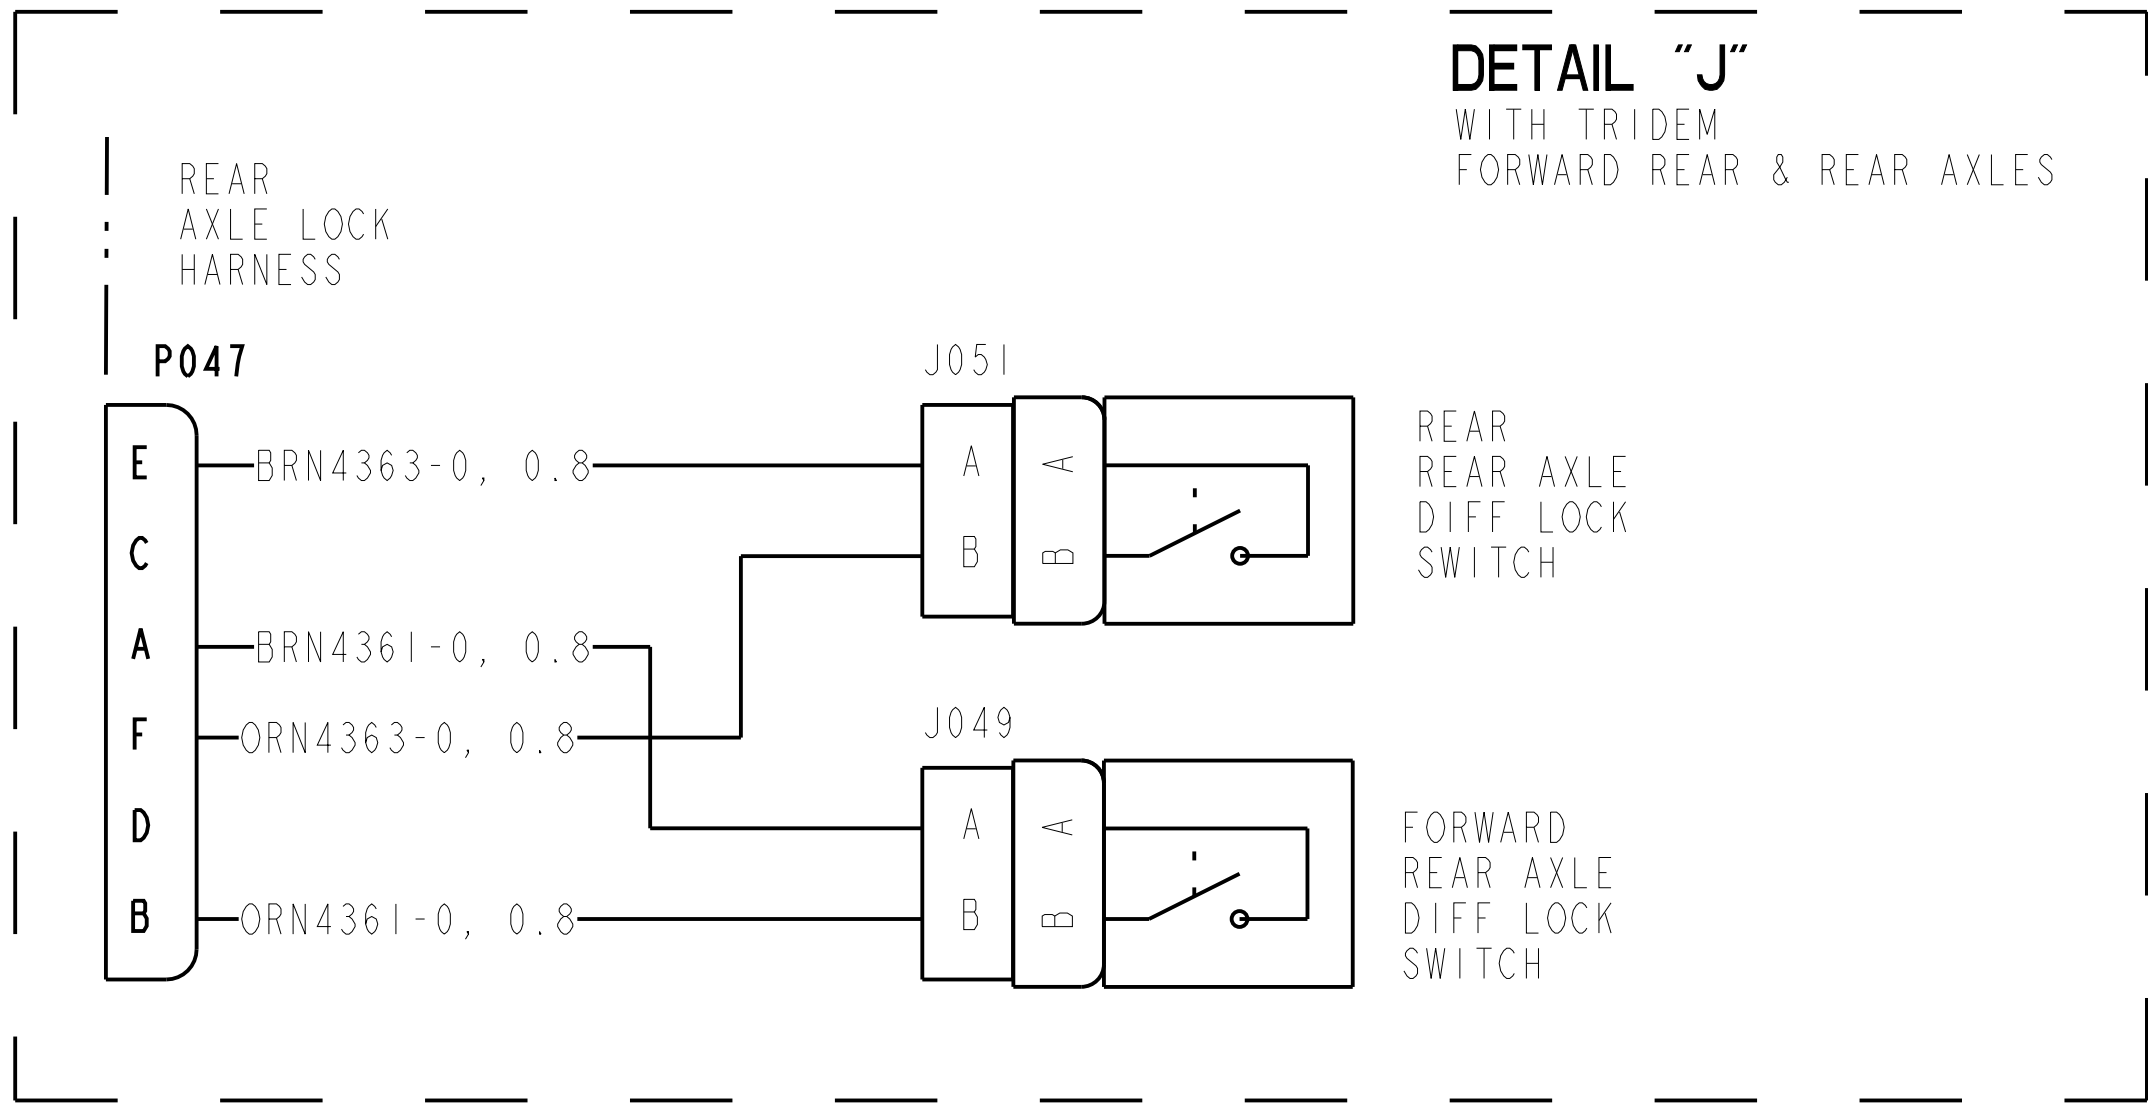 DETAIL "J"
WITH TRIDEM
FORWARD REAR & REAR AXLES
REAR
AXLE LOCK
HARNESS
P047
E
C
A
F
D
B
BRN4363-0, 0.8
BRN4361-0, 0.8
ORN4363-0, 0.8
ORN4361-0, 0.8
J051
A
B
A
B
REAR
REAR AXLE
DIFF LOCK
SWITCH
J049
A
B
A
B
FORWARD
REAR AXLE
DIFF LOCK
SWITCH